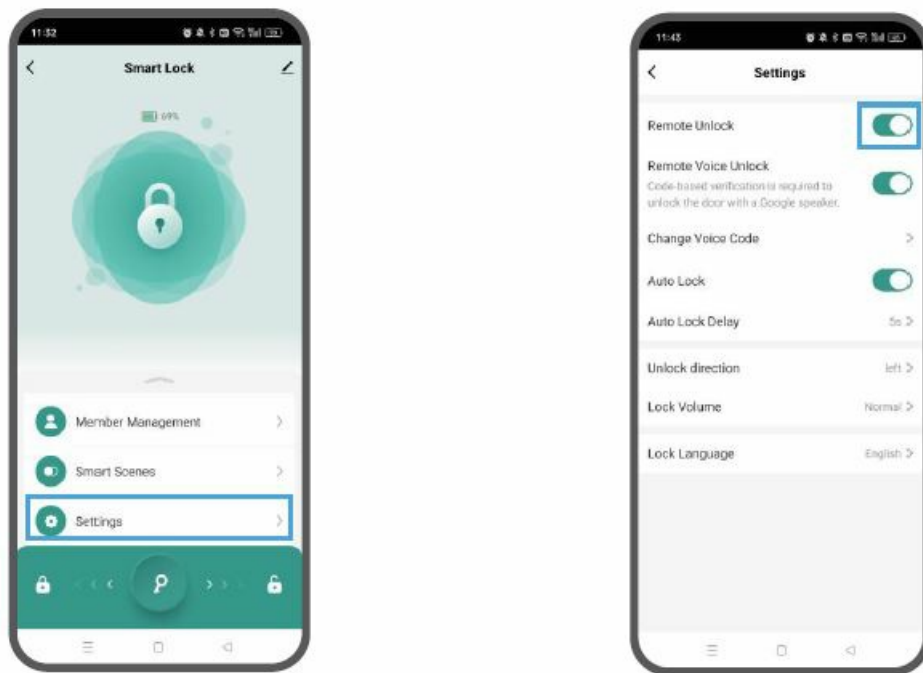 11:32
Smart Lock
69%
Member Management
Smart Scenes
Settings
11:43
Settings
Remote Unlock
Remote Voice Unlock
Code-based verification is required to
unlock the door with a Google speaker.
Change Voice Code
Auto Lock
Auto Lock Delay 5s
Unlock direction left
Lock Volume Normal
Lock Language English